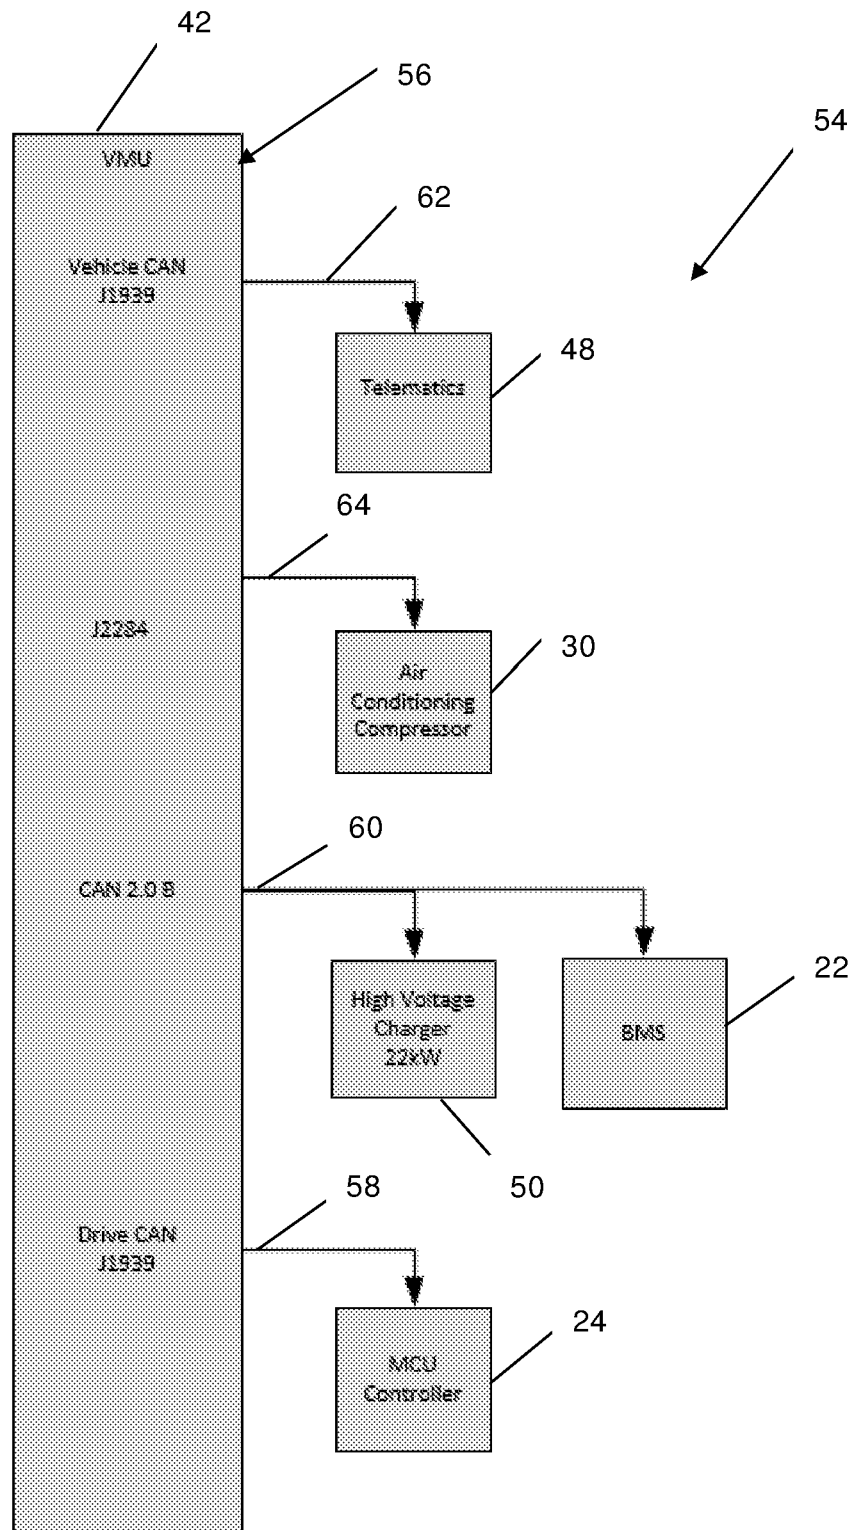 42
56
54
VMU
62
Vehicle CAN
J1939
48
Telematics
64
J2284
30
Air
Conditioning
Compressor
60
CAN 2.0 B
22
High Voltage
Charger
22kW
BMS
50
58
Drive CAN
J1939
24
MCU
Controller